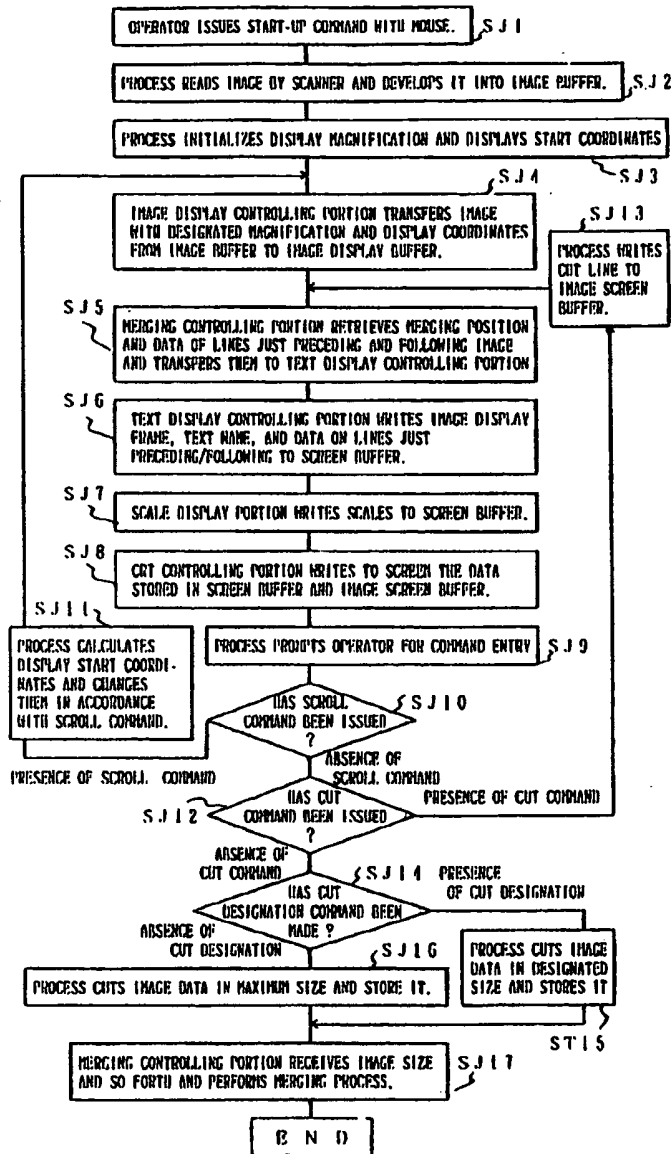 OPERATOR ISSUES START-UP COMMAND WITH MOUSE.
SJ1
PROCESS READS IMAGE BY SCANNER AND DEVELOPS IT INTO IMAGE BUFFER.
SJ2
PROCESS INITIALIZES DISPLAY MAGNIFICATION AND DISPLAYS START COORDINATES
SJ3
SJ4
IMAGE DISPLAY CONTROLLING PORTION TRANSFERS IMAGE
WITH DESIGNATED MAGNIFICATION AND DISPLAY COORDINATES
FROM IMAGE BUFFER TO IMAGE DISPLAY BUFFER.
SJ13
PROCESS WRITES
CUT LINE TO
IMAGE SCREEN
BUFFER.
SJ5
MERGING CONTROLLING PORTION RETRIEVES MERGING POSITION
AND DATA OF LINES JUST PRECEDING AND FOLLOWING IMAGE
AND TRANSFERS THEM TO TEXT DISPLAY CONTROLLING PORTION
SJ6
TEXT DISPLAY CONTROLLING PORTION WRITES IMAGE DISPLAY
FRAME, TEXT NAME, AND DATA ON LINES JUST
PRECEDING/FOLLOWING TO SCREEN BUFFER.
SJ7
SCALE DISPLAY PORTION WRITES SCALES TO SCREEN BUFFER.
SJ8
CRT CONTROLLING PORTION WRITES TO SCREEN THE DATA
STORED IN SCREEN BUFFER AND IMAGE SCREEN BUFFER.
SJ11
PROCESS CALCULATES
DISPLAY START COORDI-
NATES AND CHANGES
THEM IN ACCORDANCE
WITH SCROLL COMMAND.
PROCESS PROMPTS OPERATOR FOR COMMAND ENTRY
SJ9
HAS SCROLL
COMMAND BEEN ISSUED
?
SJ10
PRESENCE OF SCROLL COMMAND
ABSENCE OF
SCROLL COMMAND
SJ12
HAS CUT
COMMAND BEEN ISSUED
?
PRESENCE OF CUT COMMAND
ABSENCE OF
CUT COMMAND
SJ14
HAS CUT
DESIGNATION COMMAND BEEN
MADE ?
PRESENCE
OF CUT DESIGNATION
ABSENCE OF
CUT DESIGNATION
SJ16
PROCESS CUTS IMAGE DATA IN MAXIMUM SIZE AND STORE IT.
PROCESS CUTS IMAGE
DATA IN DESIGNATED
SIZE AND STORES IT
ST15
MERGING CONTROLLING PORTION RECEIVES IMAGE SIZE
AND SO FORTH AND PERFORMS MERGING PROCESS.
SJ17
END